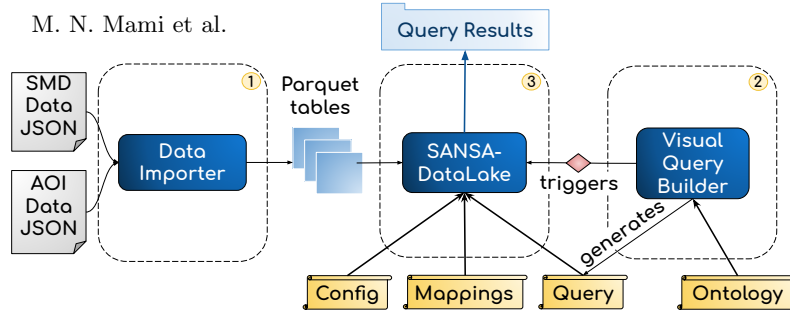 M. N. Mami et al.
Query Results
SMD
Data
JSON
AOI
Data
JSON
1
Data
Importer
Parquet
tables
3
SANSA-
DataLake
triggers
2
Visual
Query
Builder
generates
Config
Mappings
Query
Ontology